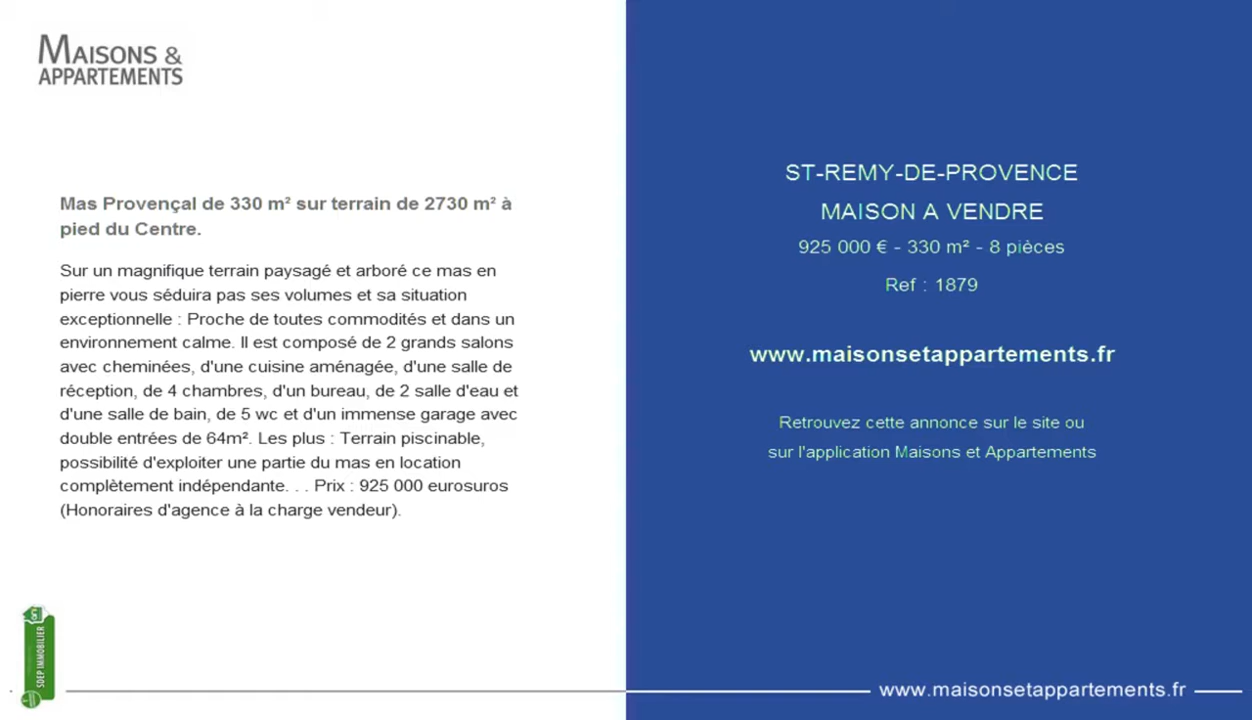 MAISONS &
APPARTEMENTS
Mas Provençal de 330 m² sur terrain de 2730 m² à
pied du Centre.
Sur un magnifique terrain paysagé et arboré ce mas en
pierre vous séduira pas ses volumes et sa situation
exceptionnelle : Proche de toutes commodités et dans un
environnement calme. Il est composé de 2 grands salons
avec cheminées, d'une cuisine aménagée, d'une salle de
réception, de 4 chambres, d'un bureau, de 2 salle d'eau et
d'une salle de bain, de 5 wc et d'un immense garage avec
double entrées de 64m². Les plus : Terrain piscinable,
possibilité d'exploiter une partie du mas en location
complètement indépendante. . . Prix : 925 000 eurosuros
(Honoraires d'agence à la charge vendeur).
SDEP IMMOBILIER
ST-REMY-DE-PROVENCE
MAISON A VENDRE
925 000 € - 330 m² - 8 pièces
Ref : 1879
www.maisonsetappartements.fr
Retrouvez cette annonce sur le site ou
sur l'application Maisons et Appartements
www.maisonsetappartements.fr